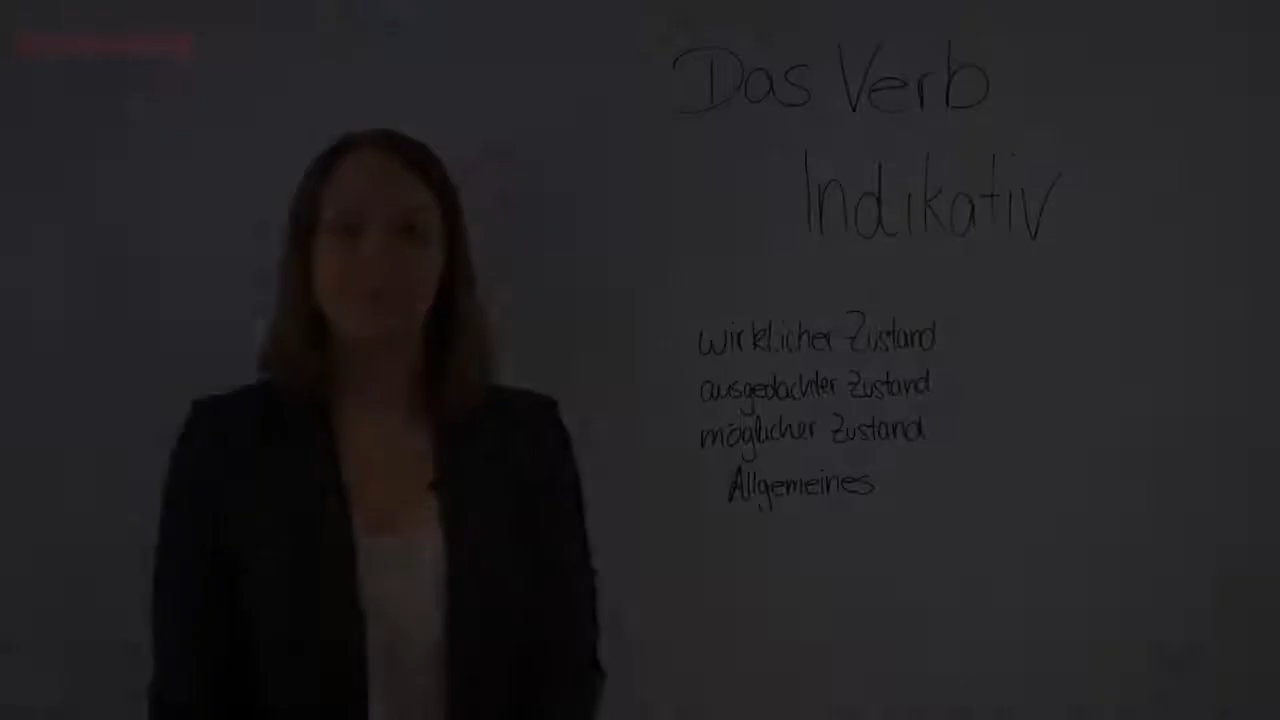 Das Verb
Indikativ
wirklicher Zustand
ausgedachter Zustand
möglicher Zustand
Allgemeines